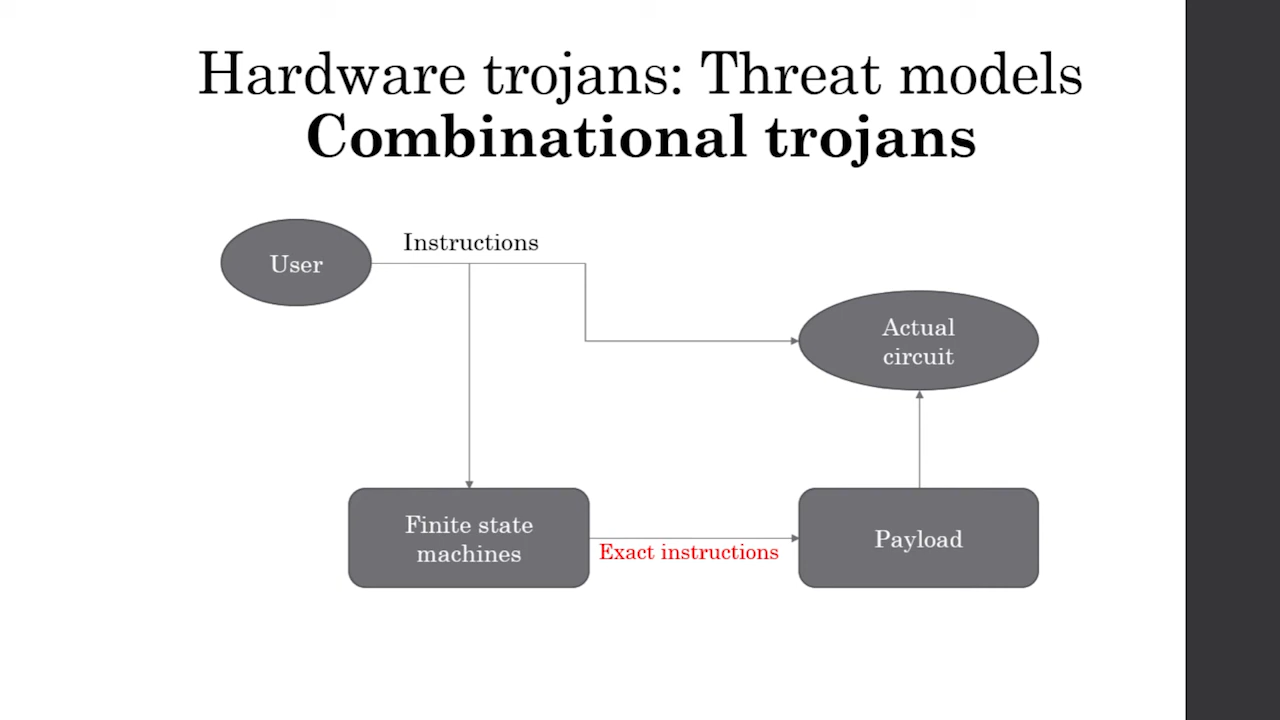 Hardware trojans: Threat models
Combinational trojans
User
Instructions
Actual
circuit
Finite state
machines
Exact instructions
Payload